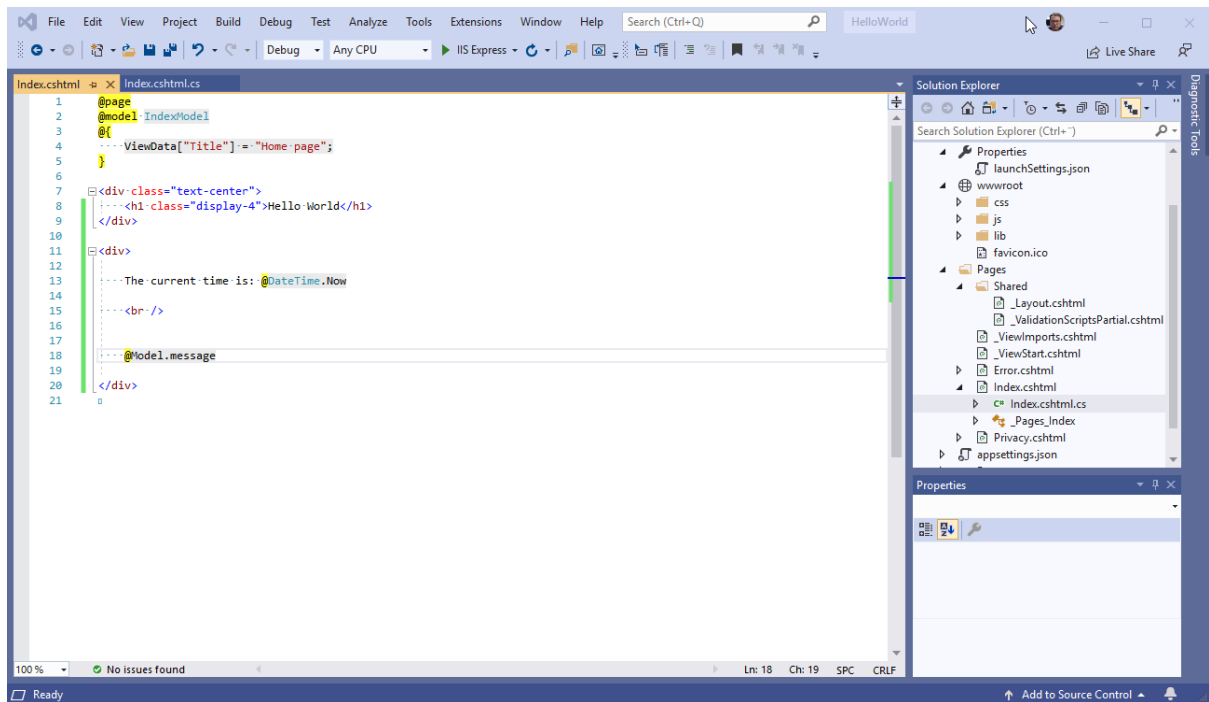 File Edit View Project Build Debug Test Analyze Tools Extensions Window Help Search (Ctrl+Q) HelloWorld
Debug Any CPU IIS Express Live Share
Index.cshtml Index.cshtml.cs
1 @page
2 @model IndexModel
3 @{
4 ViewData["Title"] = "Home page";
5 }
6
7 <div class="text-center">
8 <h1 class="display-4">Hello World</h1>
9 </div>
10
11 <div>
12
13 The current time is: @DateTime.Now
14
15 <br />
16
17
18 @Model.message
19
20 </div>
21
100 % No issues found Ln: 18 Ch: 19 SPC CRLF
Solution Explorer
Search Solution Explorer (Ctrl+¨)
Properties
launchSettings.json
wwwroot
css
js
lib
favicon.ico
Pages
Shared
_Layout.cshtml
_ValidationScriptsPartial.cshtml
_ViewImports.cshtml
_ViewStart.cshtml
Error.cshtml
Index.cshtml
C# Index.cshtml.cs
_Pages_Index
Privacy.cshtml
appsettings.json
Properties
Diagnostic Tools
Ready Add to Source Control